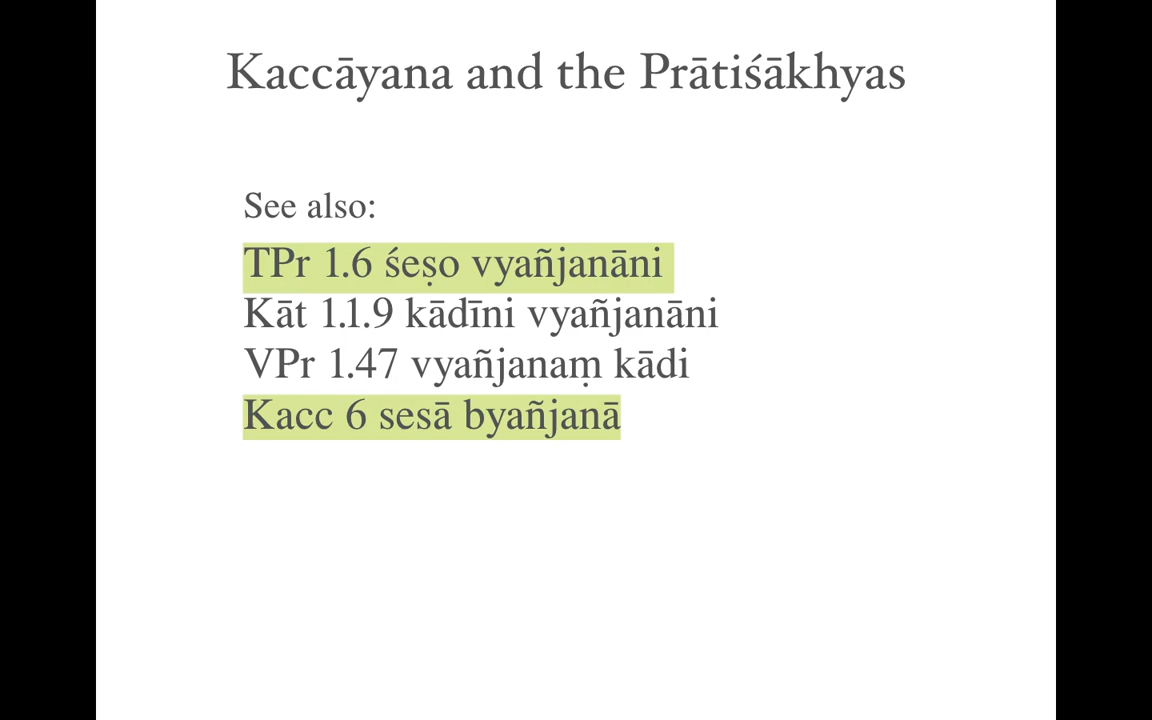 Kaccāyana and the Prātiśākhyas
See also:
TPr 1.6 śeṣo vyañjanāni
Kāt 1.1.9 kādīni vyañjanāni
VPr 1.47 vyañjanaṃ kādi
Kacc 6 sesā byañjanā